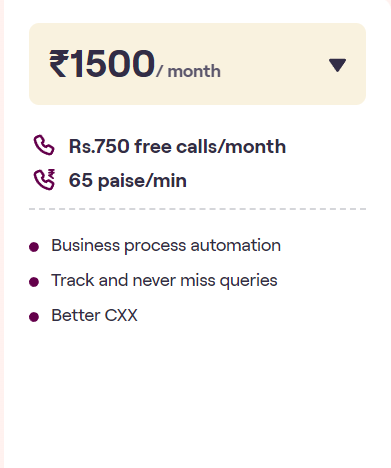 ₹1500/ month
Rs.750 free calls/month
65 paise/min
Business process automation
Track and never miss queries
Better CXX